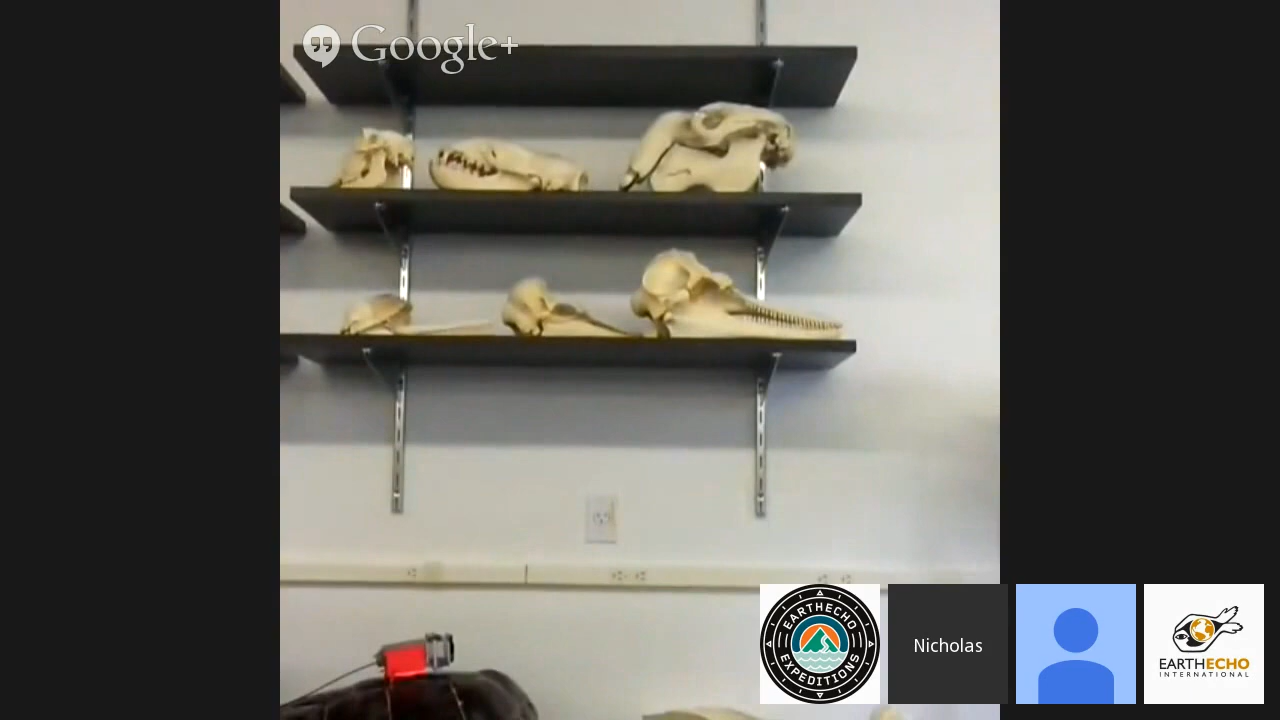 Google+
EARTHECHO
EXPEDITIONS
Nicholas
EARTHECHO
INTERNATIONAL